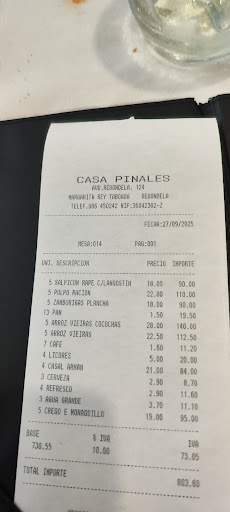 CASA PINALES
AVD.REDONDELA, 124
MARGARITA REY TABOADA REDONDELA
TELEF.986 450242 NIF:36042302-Z
FECHA:27/09/2025
MESA:014 PAG:001
UNI. DESCRIPCION PRECIO IMPORTE
5 SALPICON RAPE C/LANGOSTIN 18.00 90.00
5 PULPO RACION 22.00 110.00
5 ZAMBURIÑAS PLANCHA 18.00 90.00
13 PAN 1.50 19.50
5 ARROZ VIEIRAS COCOCHAS 28.00 140.00
5 ARROZ VIEIRAS 22.50 112.50
7 CAFE 1.60 11.20
4 LICORES 5.00 20.00
4 CASAL ARMAN 21.00 84.00
3 CERVEZA 2.90 8.70
4 REFRESCO 2.90 11.60
3 AGUA GRANDE 3.70 11.10
5 CREGO E MONAGUILLO 19.00 95.00
BASE % IVA IVA
730.55 10.00 73.05
TOTAL IMPORTE 803.60